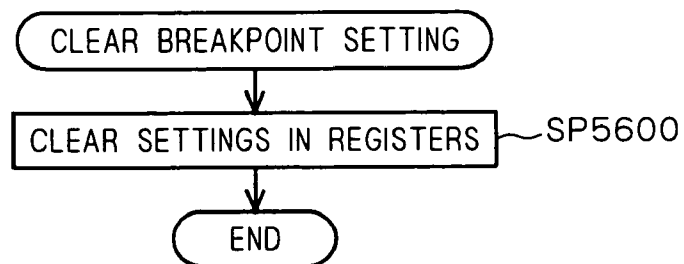 CLEAR BREAKPOINT SETTING
CLEAR SETTINGS IN REGISTERS SP5600
END